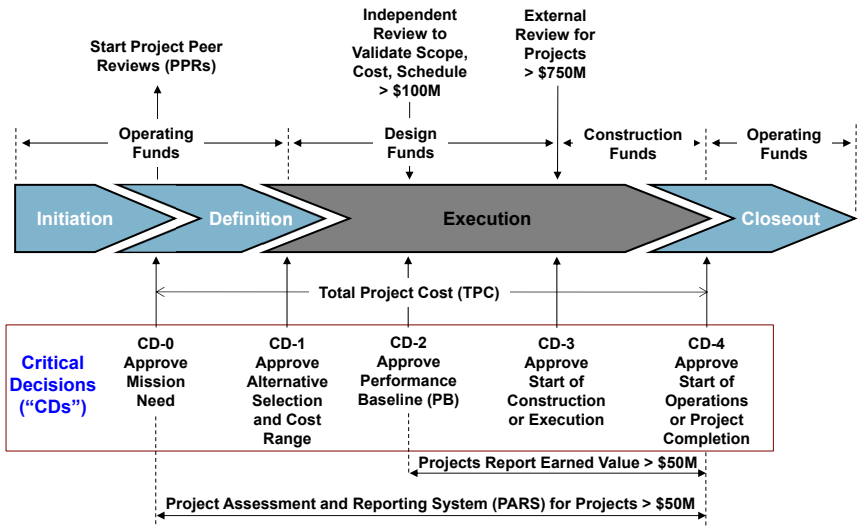 Start Project Peer
Reviews (PPRs)
Independent
Review to
Validate Scope,
Cost, Schedule
> $100M
External
Review for
Projects
> $750M
Operating
Funds
Design
Funds
Construction
Funds
Operating
Funds
Initiation
Definition
Execution
Closeout
Total Project Cost (TPC)
Critical
Decisions
(“CDs”)
CD-0
Approve
Mission
Need
CD-1
Approve
Alternative
Selection
and Cost
Range
CD-2
Approve
Performance
Baseline (PB)
CD-3
Approve
Start of
Construction
or Execution
CD-4
Approve
Start of
Operations
or Project
Completion
Projects Report Earned Value > $50M
Project Assessment and Reporting System (PARS) for Projects > $50M